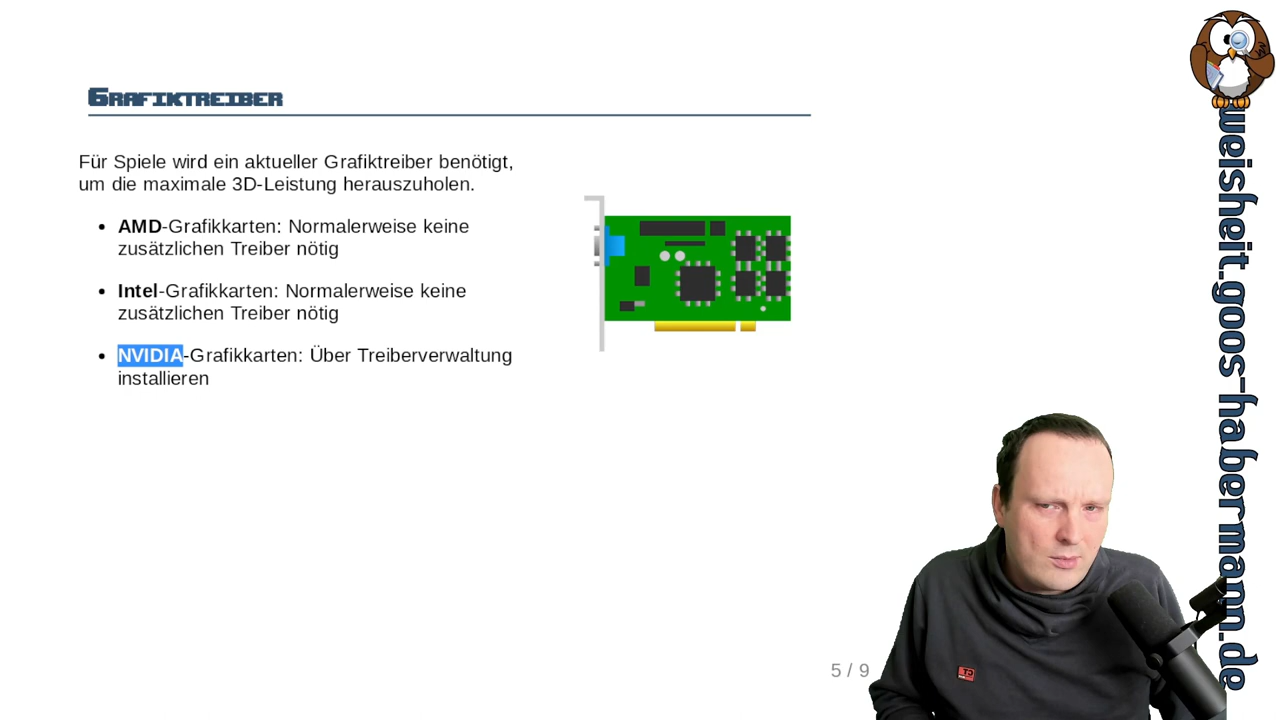 Grafiktreiber
Für Spiele wird ein aktueller Grafiktreiber benötigt,
um die maximale 3D-Leistung herauszuholen.
• AMD-Grafikkarten: Normalerweise keine
zusätzlichen Treiber nötig
• Intel-Grafikkarten: Normalerweise keine
zusätzlichen Treiber nötig
• NVIDIA-Grafikkarten: Über Treiberverwaltung
installieren
5 / 9
weisheit.goos-habermann.de